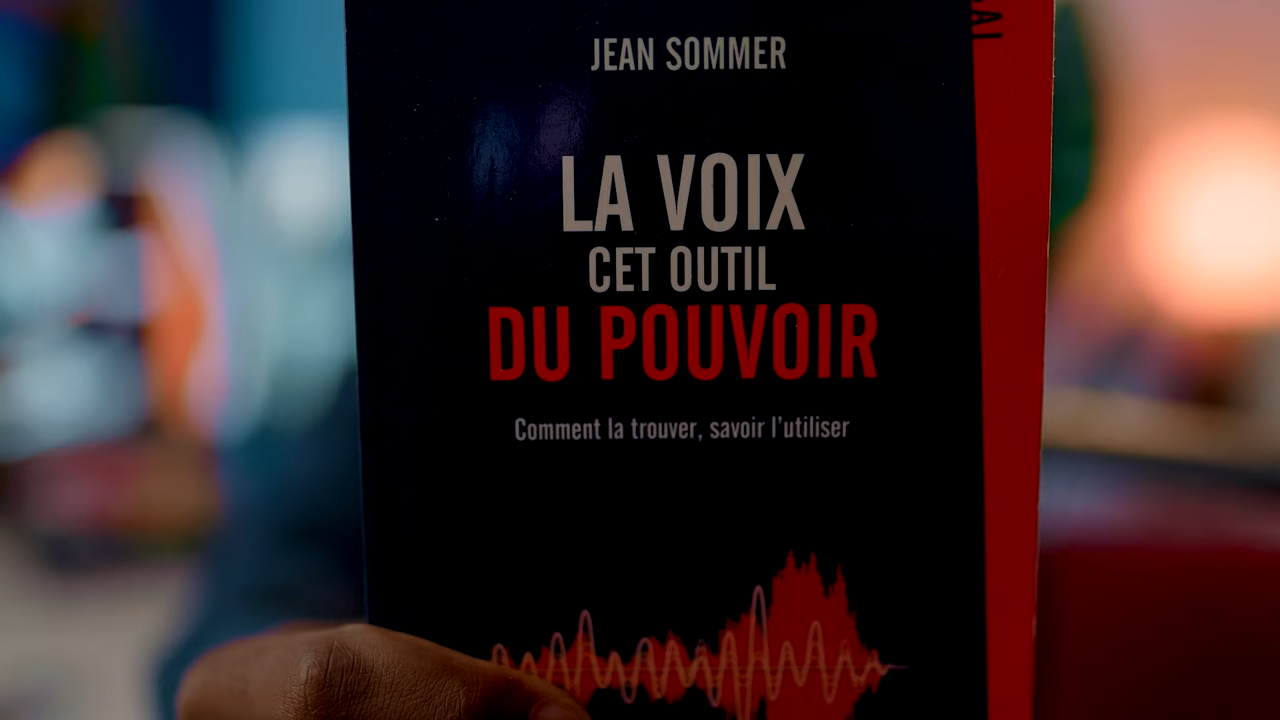 JEAN SOMMER
LA VOIX
CET OUTIL
DU POUVOIR
Comment la trouver, savoir l'utiliser